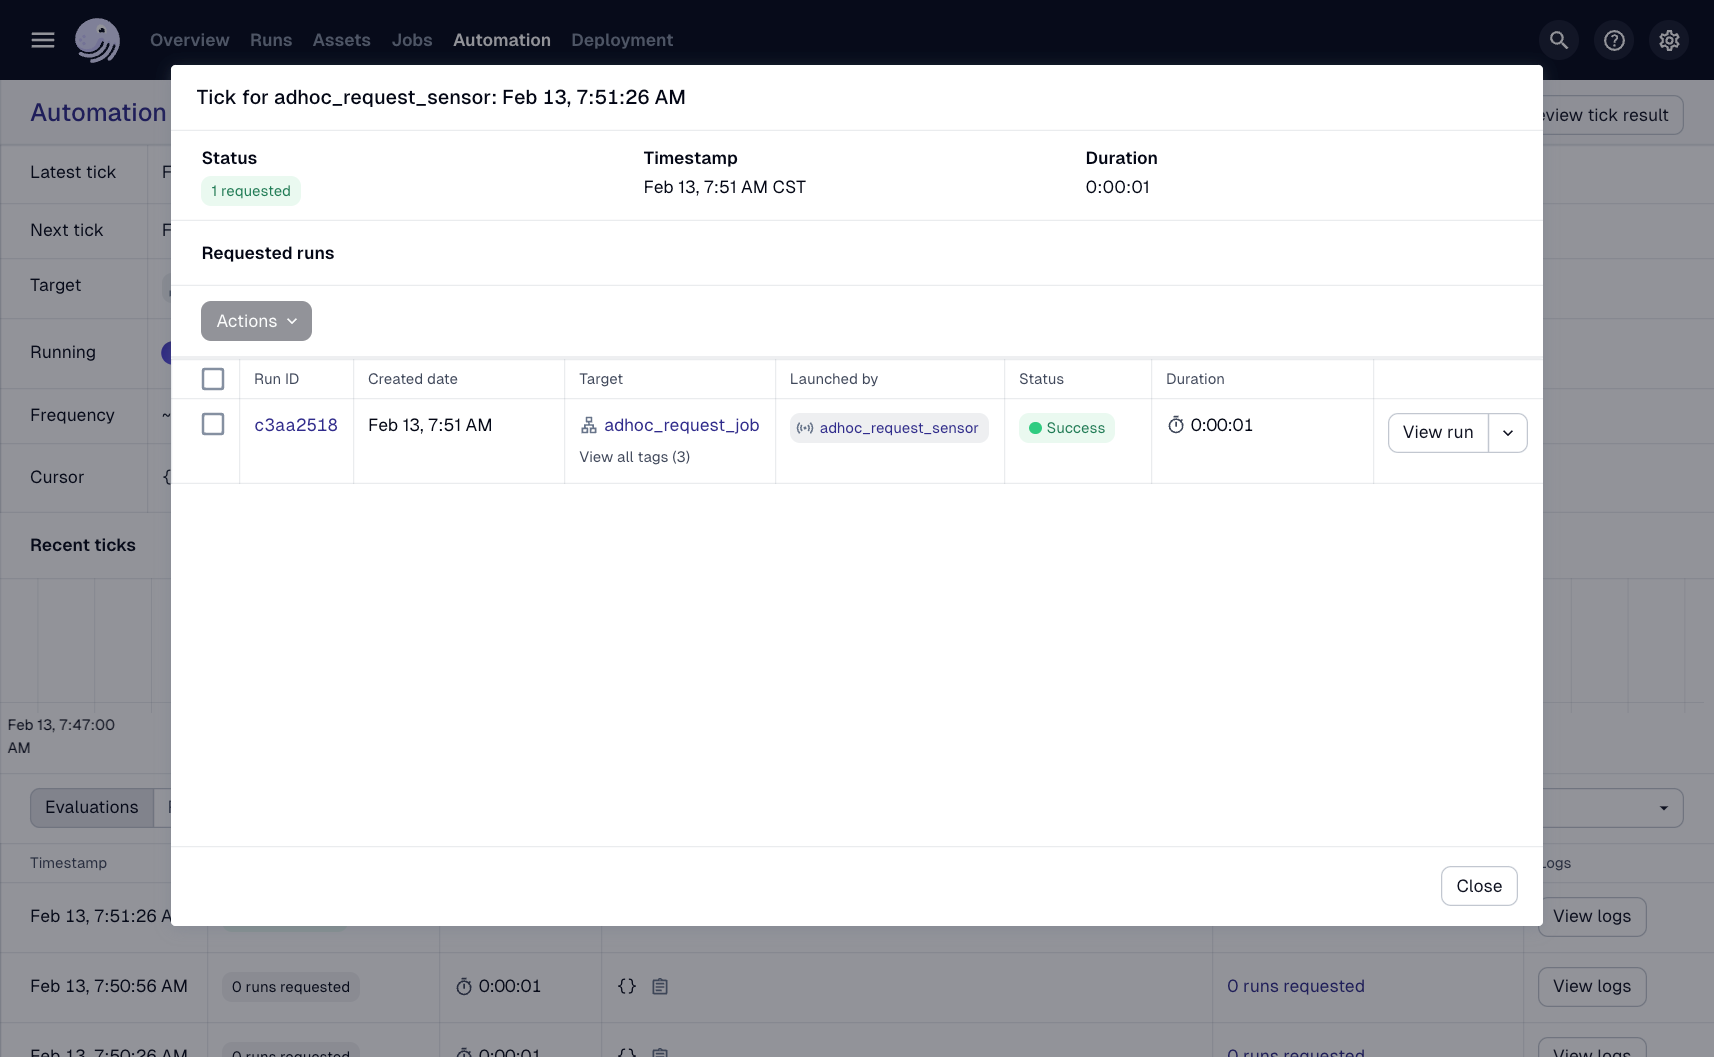 Overview Runs Assets Jobs Automation Deployment
Tick for adhoc_request_sensor: Feb 13, 7:51:26 AM
Automation
view tick result
Status Timestamp Duration
1 requested Feb 13, 7:51 AM CST 0:00:01
Latest tick
Next tick
Requested runs
Target
Actions
Running
Run ID Created date Target Launched by Status Duration
Frequency ~
c3aa2518 Feb 13, 7:51 AM adhoc_request_job adhoc_request_sensor Success 0:00:01 View run
View all tags (3)
Cursor {
Recent ticks
Feb 13, 7:47:00
AM
Evaluations
Timestamp Logs
Close
Feb 13, 7:51:26 A View logs
Feb 13, 7:50:56 AM 0 runs requested 0:00:01 {} 0 runs requested View logs
Feb 13, 7:50:26 AM 0 runs requested 0:00:01 {} 0 runs requested View logs